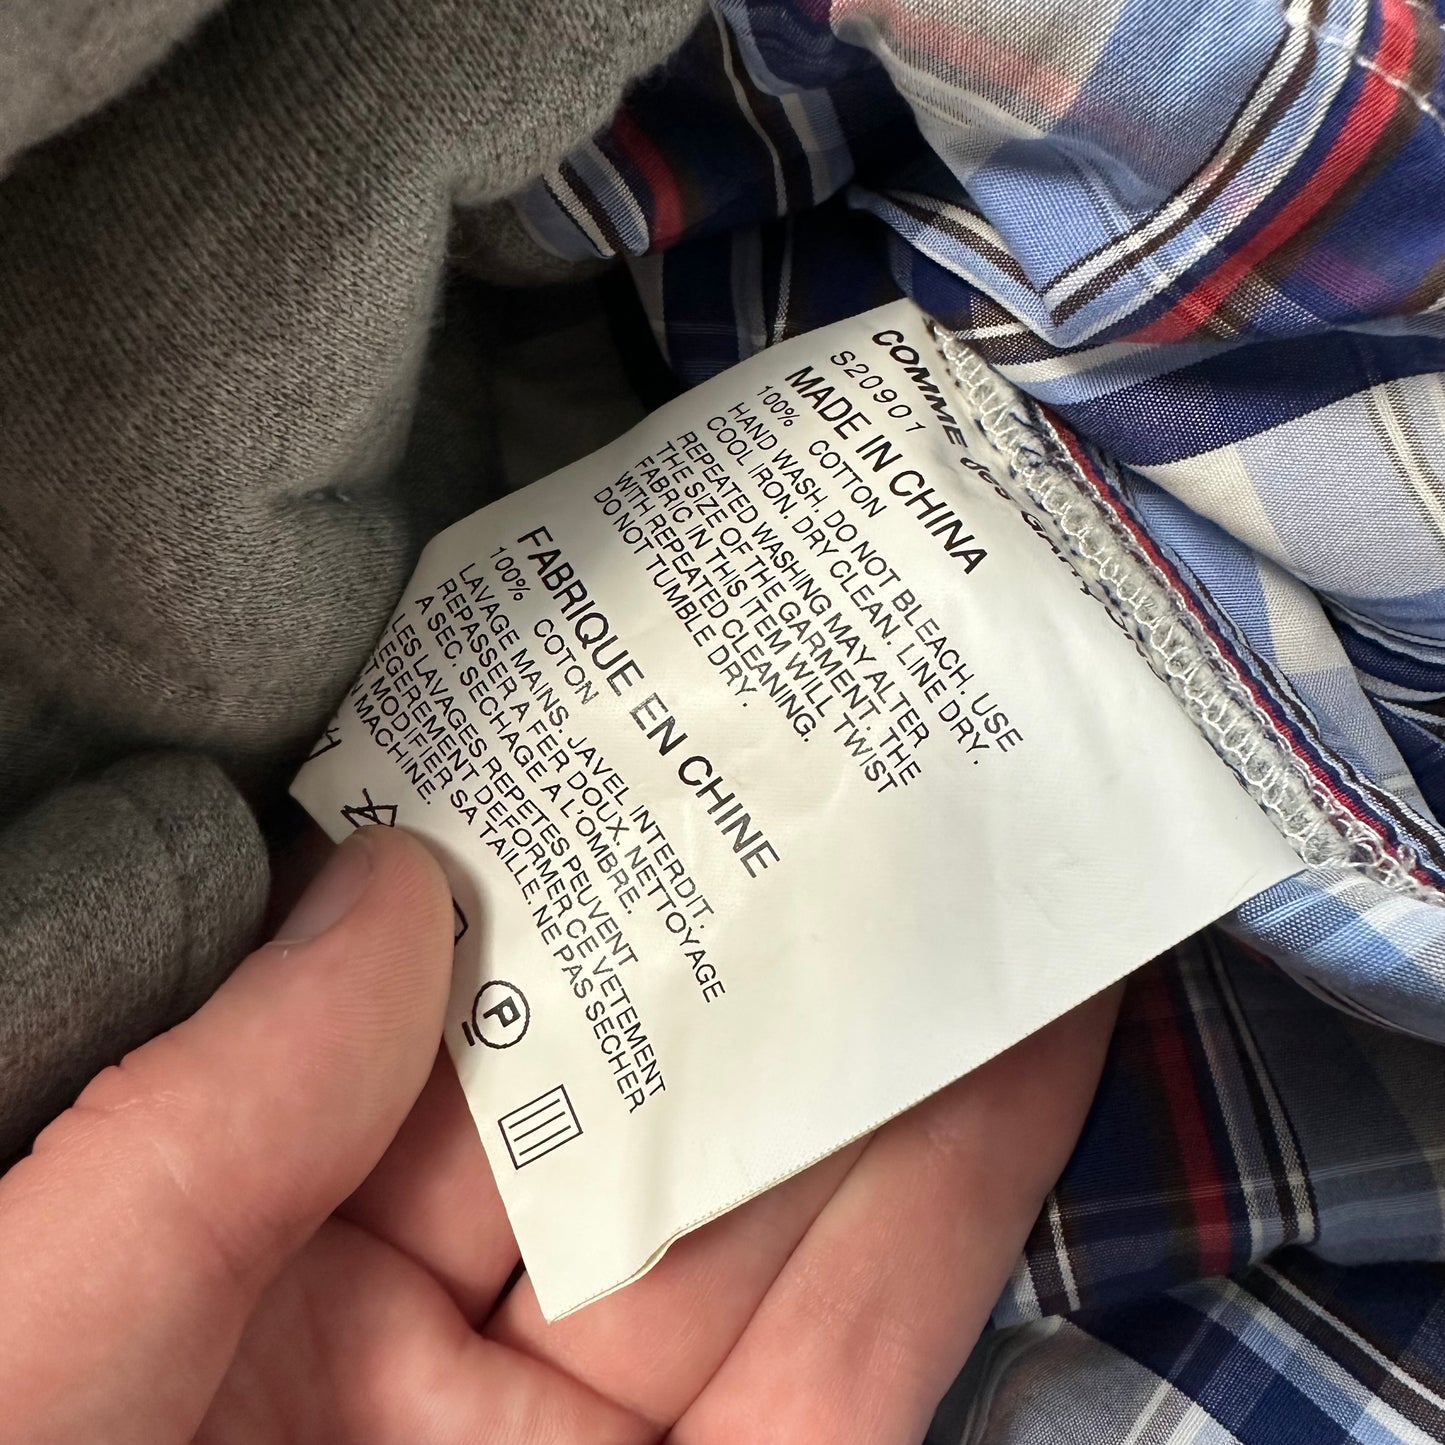 COMME des
S20901
MADE IN CHINA
100% COTTON
HAND WASH. DO NOT BLEACH. USE
COOL IRON. DRY CLEAN. LINE DRY.
REPEATED WASHING MAY ALTER
THE SIZE OF THE GARMENT. THE
FABRIC IN THIS ITEM WILL TWIST
WITH REPEATED CLEANING.
DO NOT TUMBLE DRY.
FABRIQUE EN CHINE
100% COTON
LAVAGE MAINS. JAVEL INTERDIT.
REPASSER A FER DOUX. NETTOYAGE
A SEC. SECHAGE A L'OMBRE.
LES LAVAGES REPETES PEUVENT
LEGEREMENT DEFORMER CE VETEMENT
ET MODIFIER SA TAILLE. NE PAS SECHER
MACHINE.
P